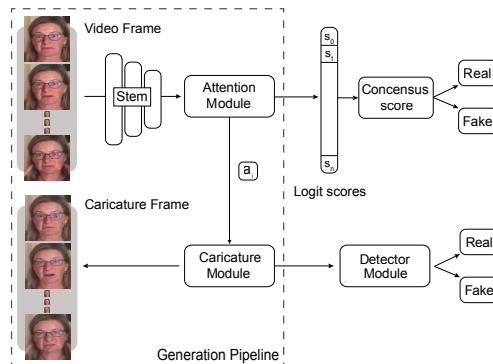 Video Frame
Stem
Attention
Module
s₀
s₁
sₙ
Logit scores
Concensus
score
Real
Fake
aᵢ
Caricature Frame
Caricature
Module
Detector
Module
Real
Fake
Generation Pipeline